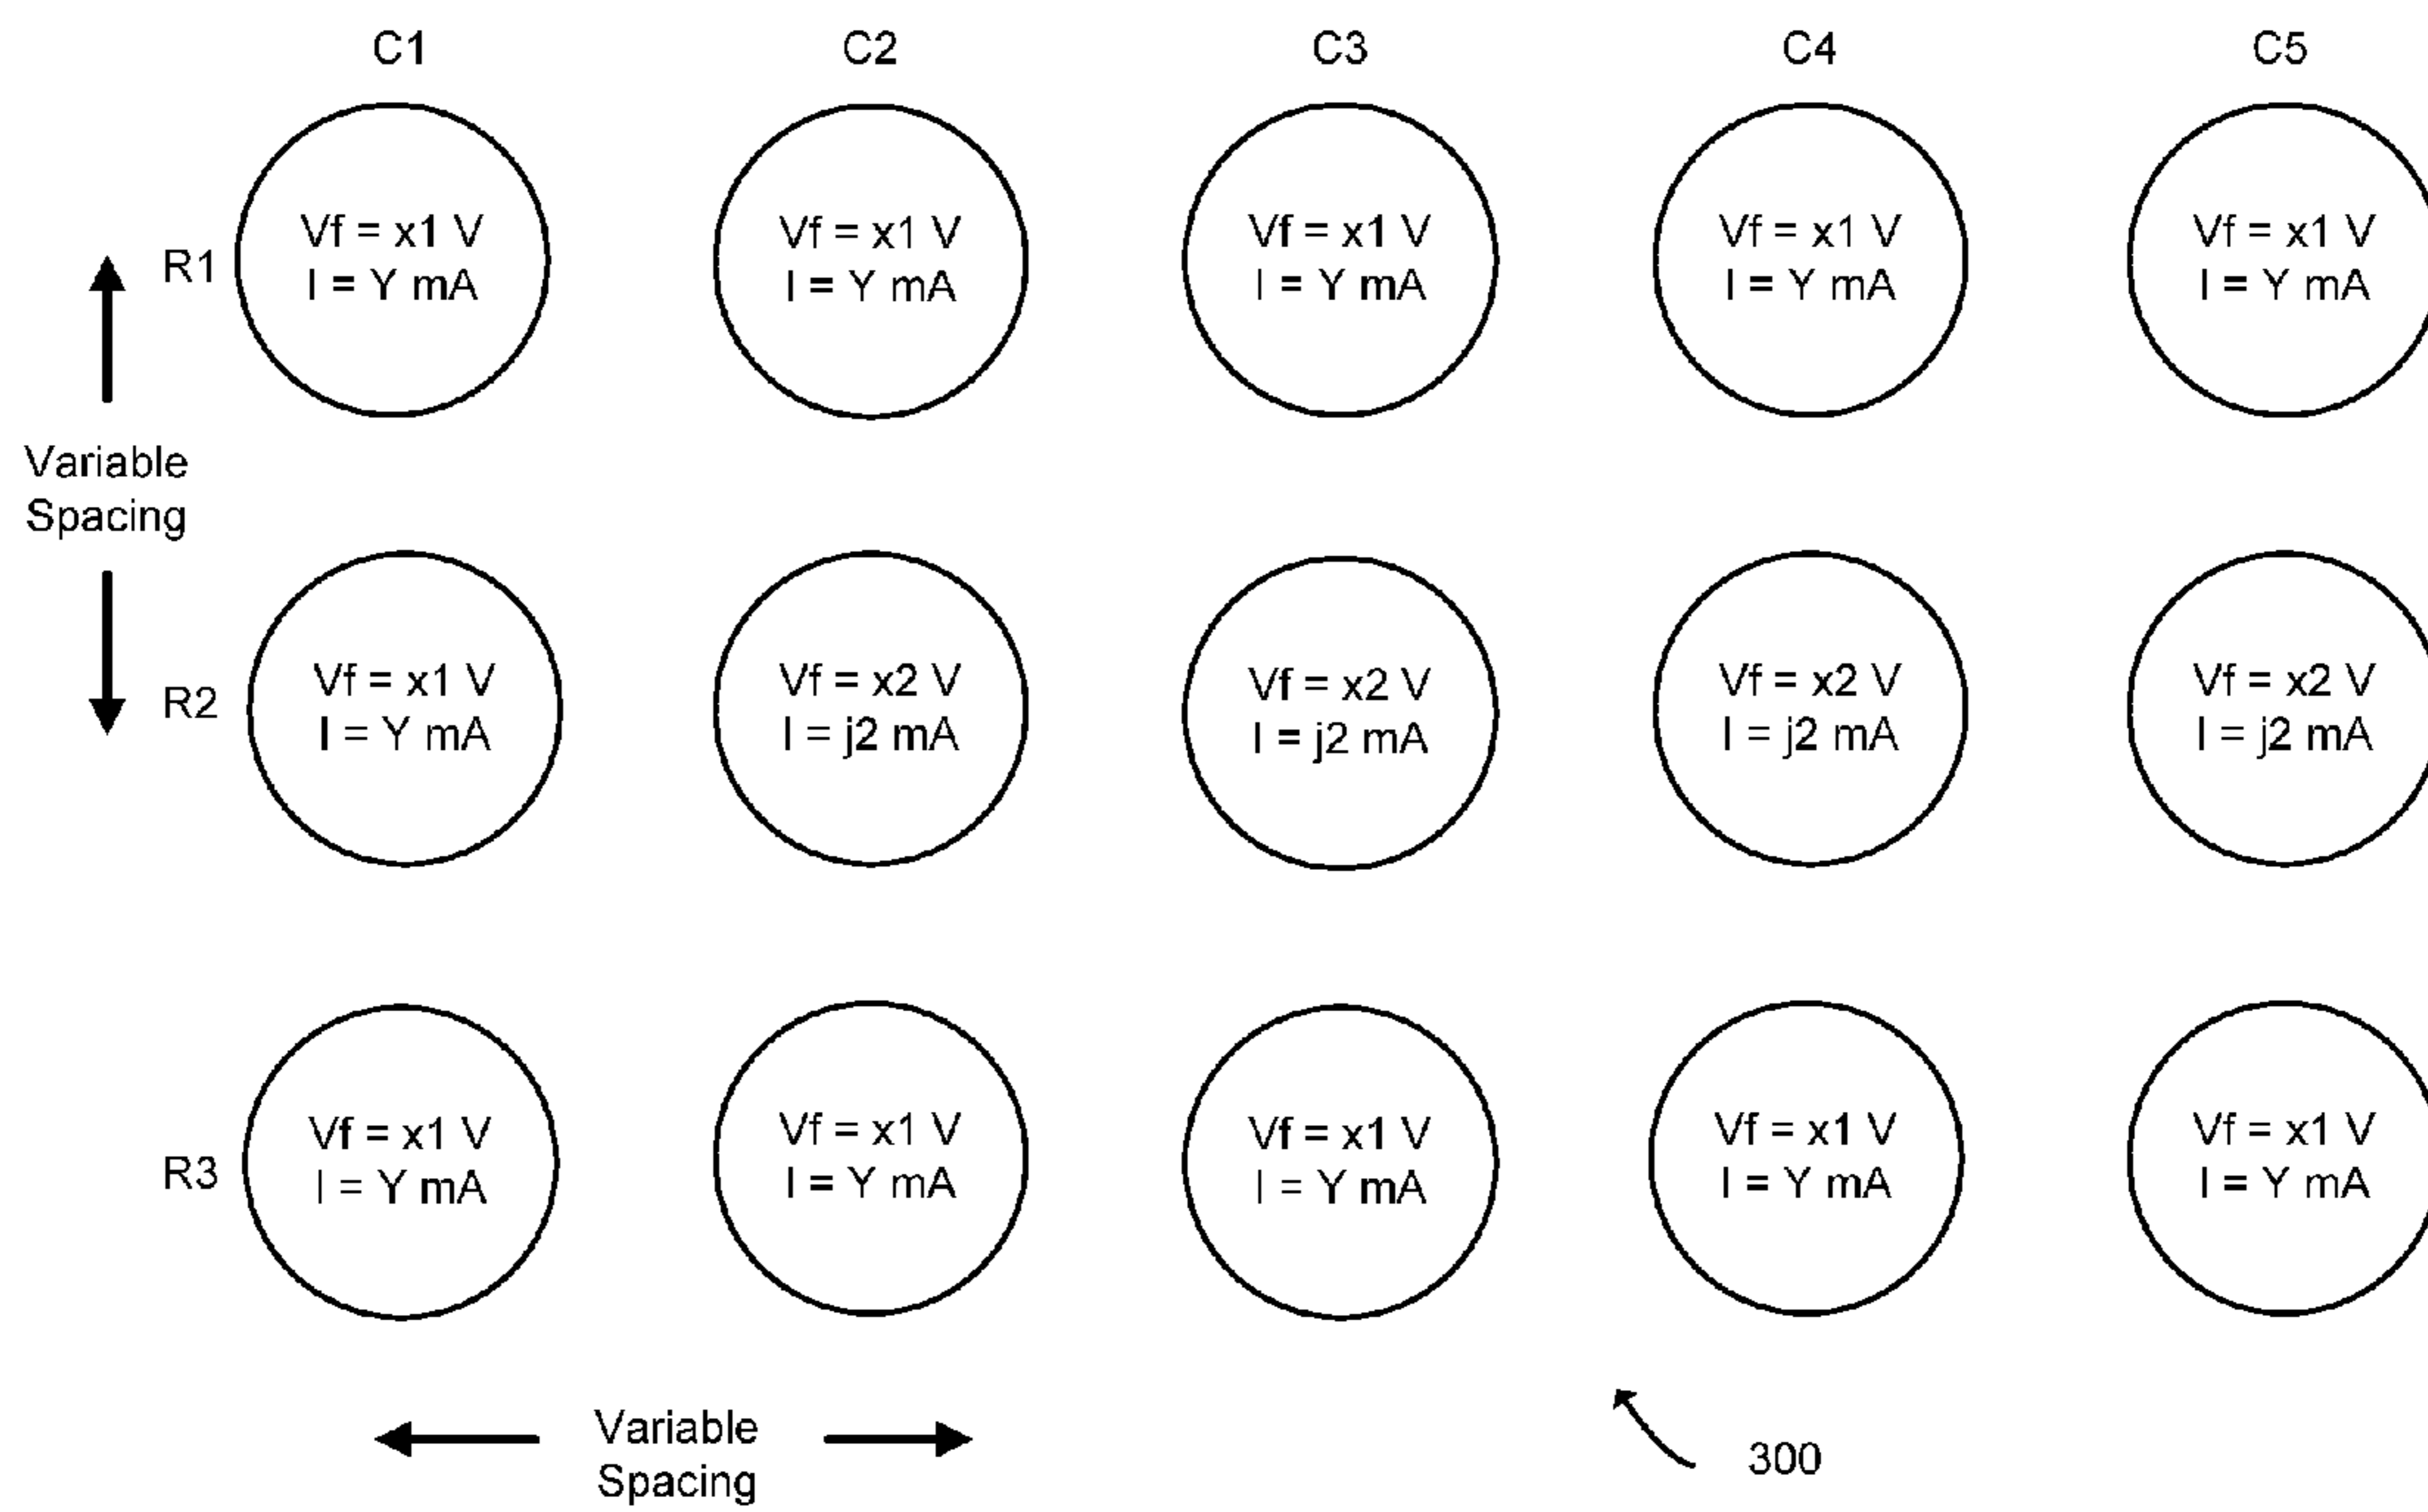 C1 C2 C3 C4 C5
R1
Vf = x1 V Vf = x1 V Vf = x1 V Vf = x1 V Vf = x1 V
I = Y mA I = Y mA I = Y mA I = Y mA I = Y mA
Variable
Spacing
R2
Vf = x1 V Vf = x2 V Vf = x2 V Vf = x2 V Vf = x2 V
I = Y mA I = j2 mA I = j2 mA I = j2 mA I = j2 mA
R3
Vf = x1 V Vf = x1 V Vf = x1 V Vf = x1 V Vf = x1 V
I = Y mA I = Y mA I = Y mA I = Y mA I = Y mA
Variable
Spacing
300